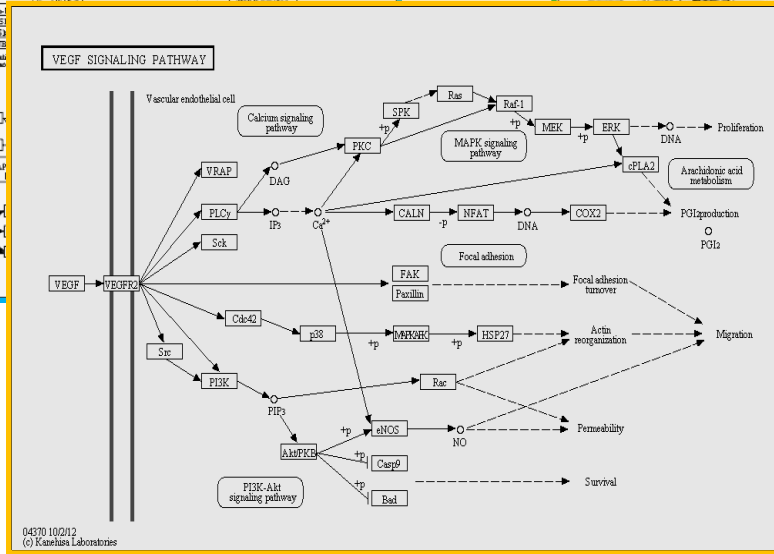 VEGF SIGNALING PATHWAY
Vascular endothelial cell
Calcium signaling
pathway
SPK
Ras
Raf-1
+p
PKC
+p
MEK
+p
ERK
DNA
Proliferation
MAPK signaling
pathway
VRAP
DAG
cPLA2
Arachidonic acid
metabolism
PLCγ
IP3
Ca2+
CALN
-p
NFAT
DNA
COX2
PGI2production
PGI2
Sck
Focal adhesion
VEGF
VEGFR2
FAK
Paxillin
Focal adhesion
turnover
Cdc42
p38
+p
MAPKAPK
+p
HSP27
Actin
reorganization
Migration
Src
PI3K
Rac
PIP3
+p
eNOS
NO
Permeability
Akt/PKB
+p
Casp9
+p
Bad
Survival
PI3K-Akt
signaling pathway
04370 10/2/12
(c) Kanehisa Laboratories